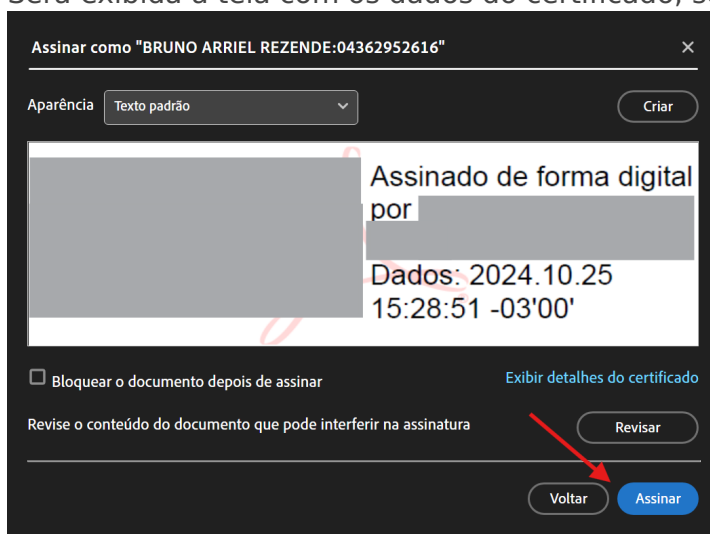 Será exibida a tela com os dados do certificado, s
Assinar como "BRUNO ARRIEL REZENDE:04362952616"
Aparência Texto padrão Criar
Assinado de forma digital
por
Dados: 2024.10.25
15:28:51 -03'00'
Bloquear o documento depois de assinar Exibir detalhes do certificado
Revise o conteúdo do documento que pode interferir na assinatura Revisar
Voltar Assinar